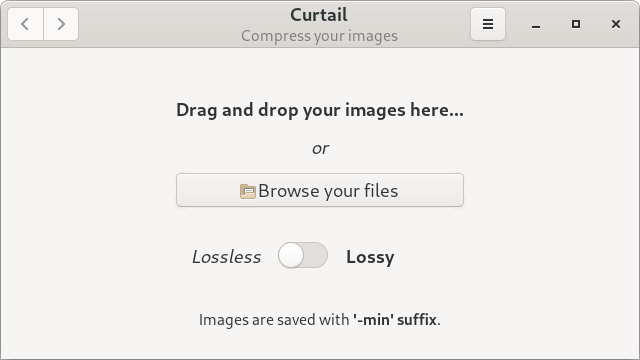 Curtail
Compress your images
Drag and drop your images here...
or
Browse your files
Lossless Lossy
Images are saved with '-min' suffix.